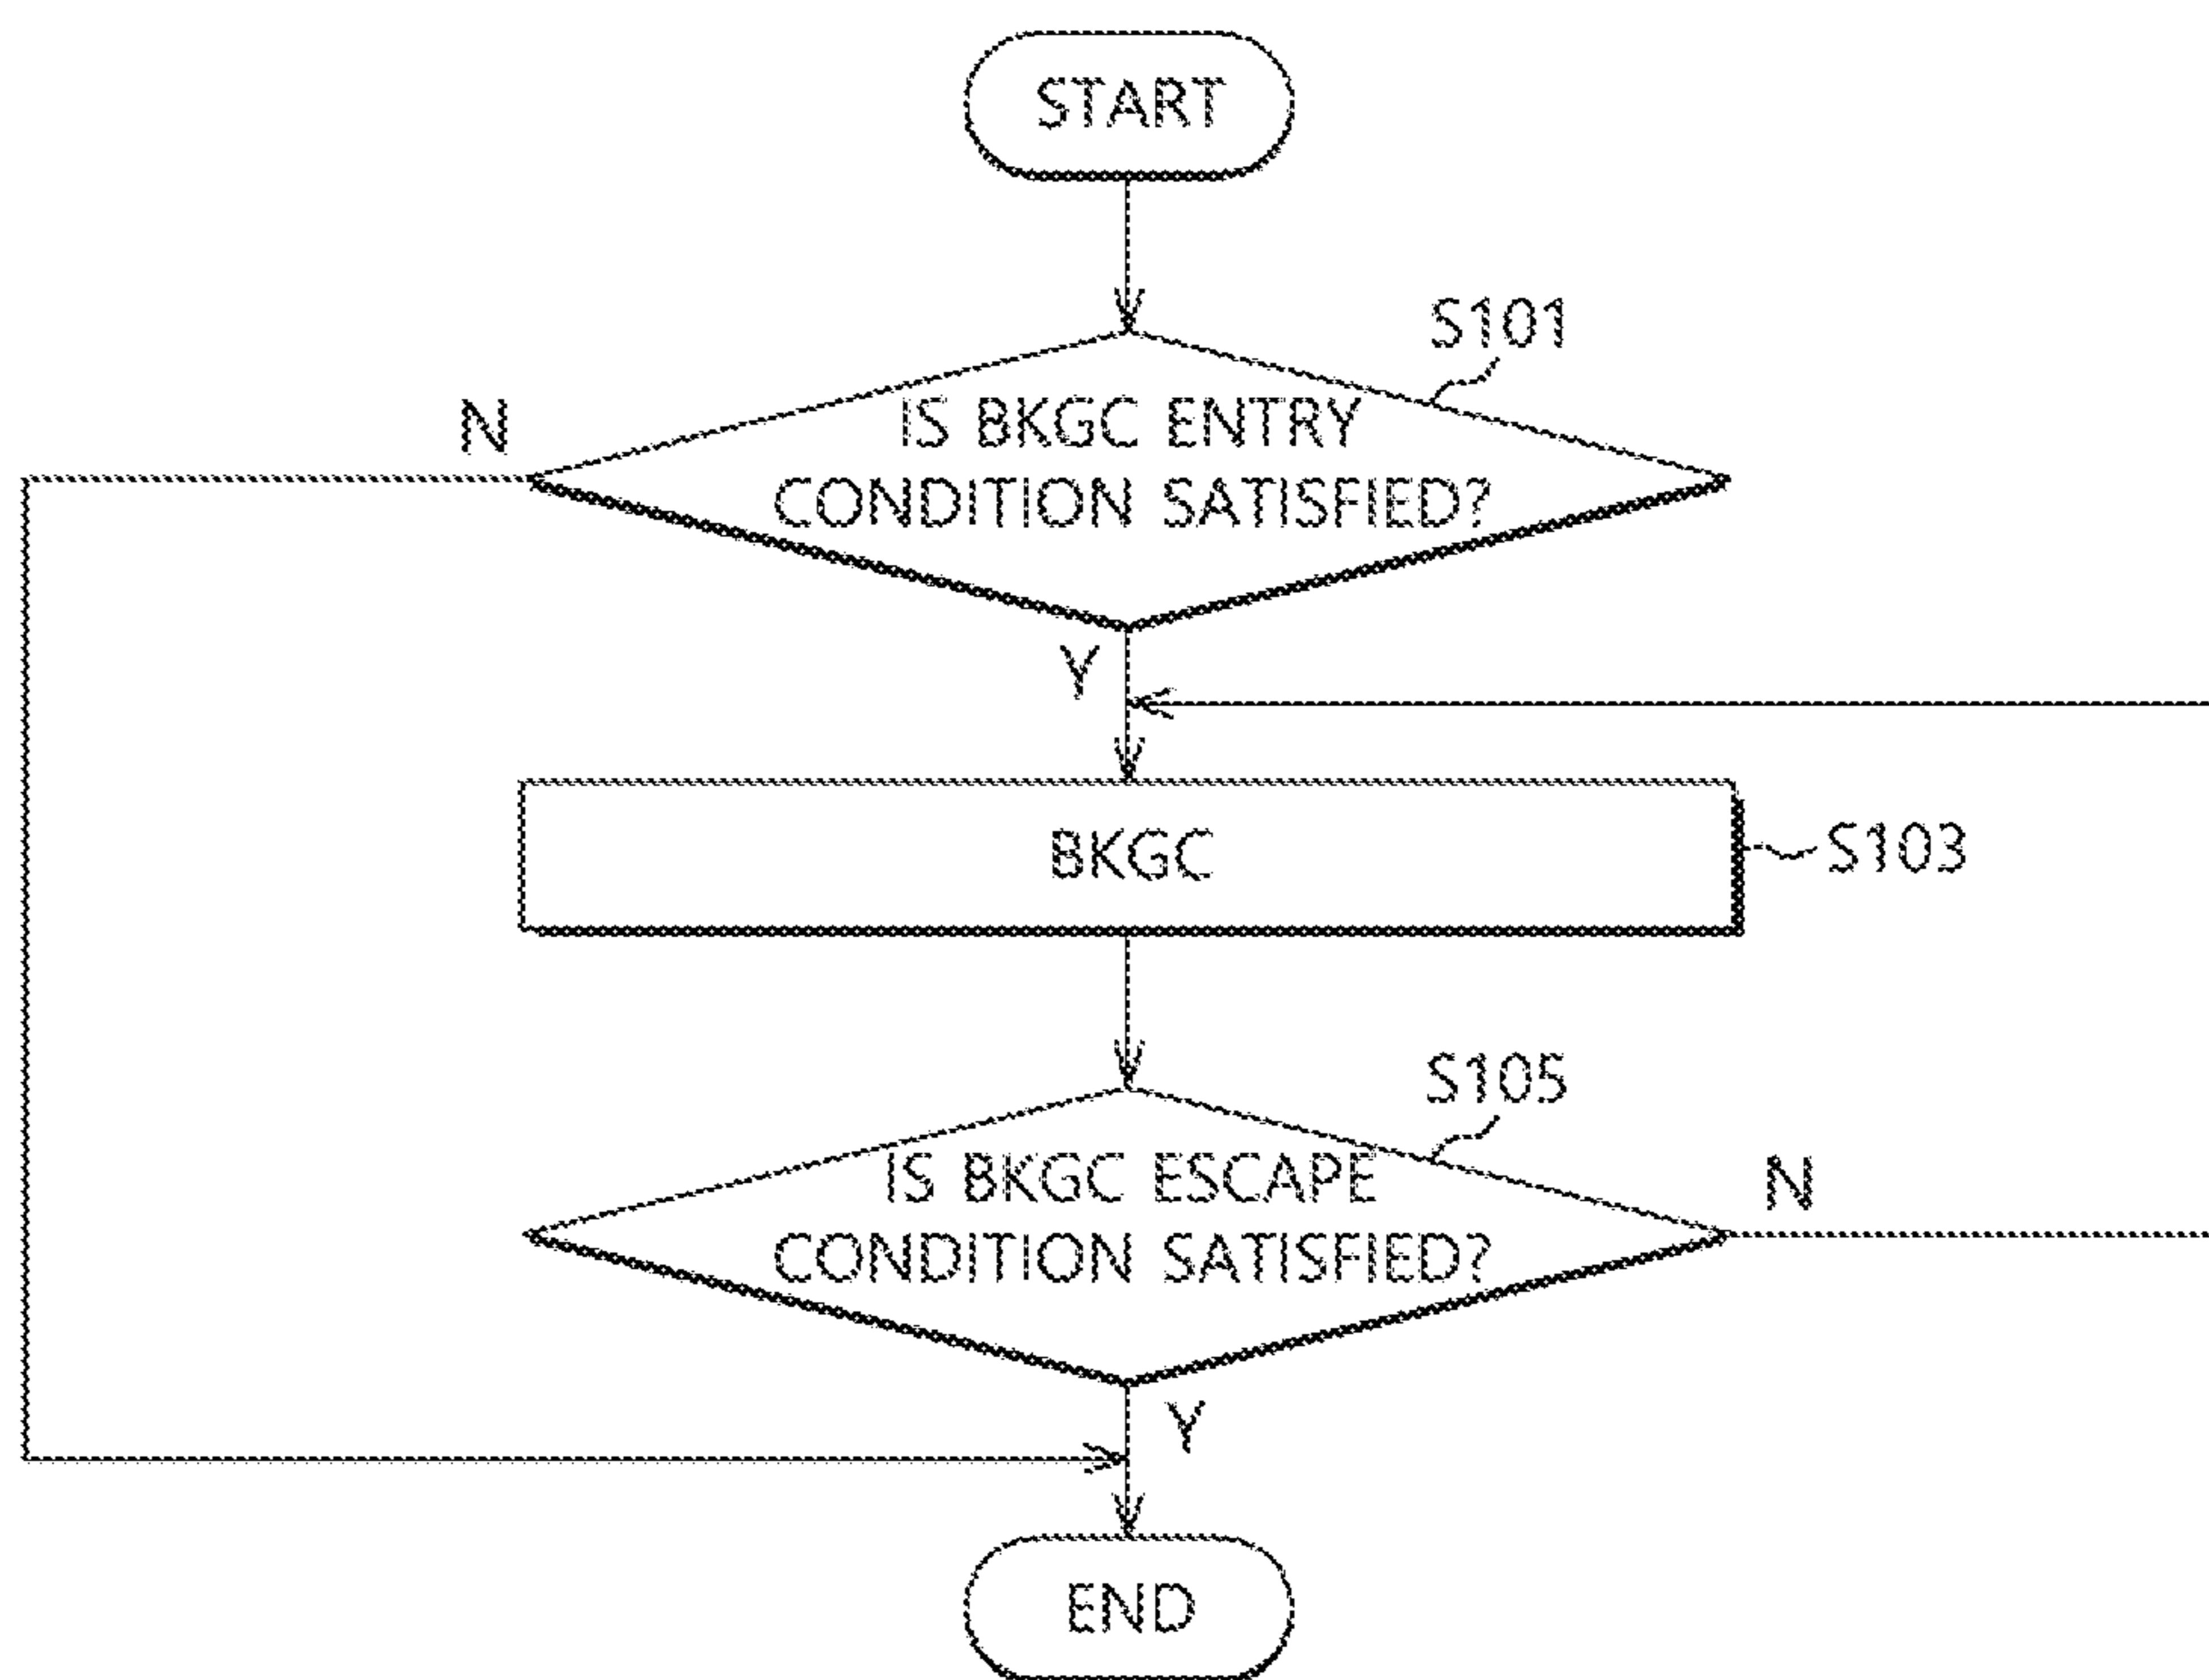 START
S101
N
IS BKGC ENTRY
CONDITION SATISFIED?
Y
BKGC
S103
S105
IS BKGC ESCAPE
CONDITION SATISFIED?
N
Y
END